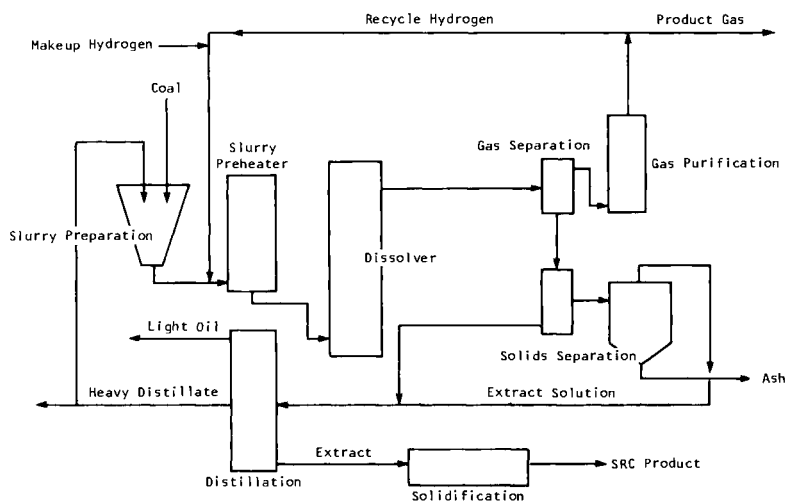 Recycle Hydrogen
Product Gas
Makeup Hydrogen
Coal
Slurry
Preheater
Gas Separation
Gas Purification
Slurry Preparation
Dissolver
Light Oil
Solids Separation
Ash
Heavy Distillate
Extract Solution
Extract
SRC Product
Distillation
Solidification